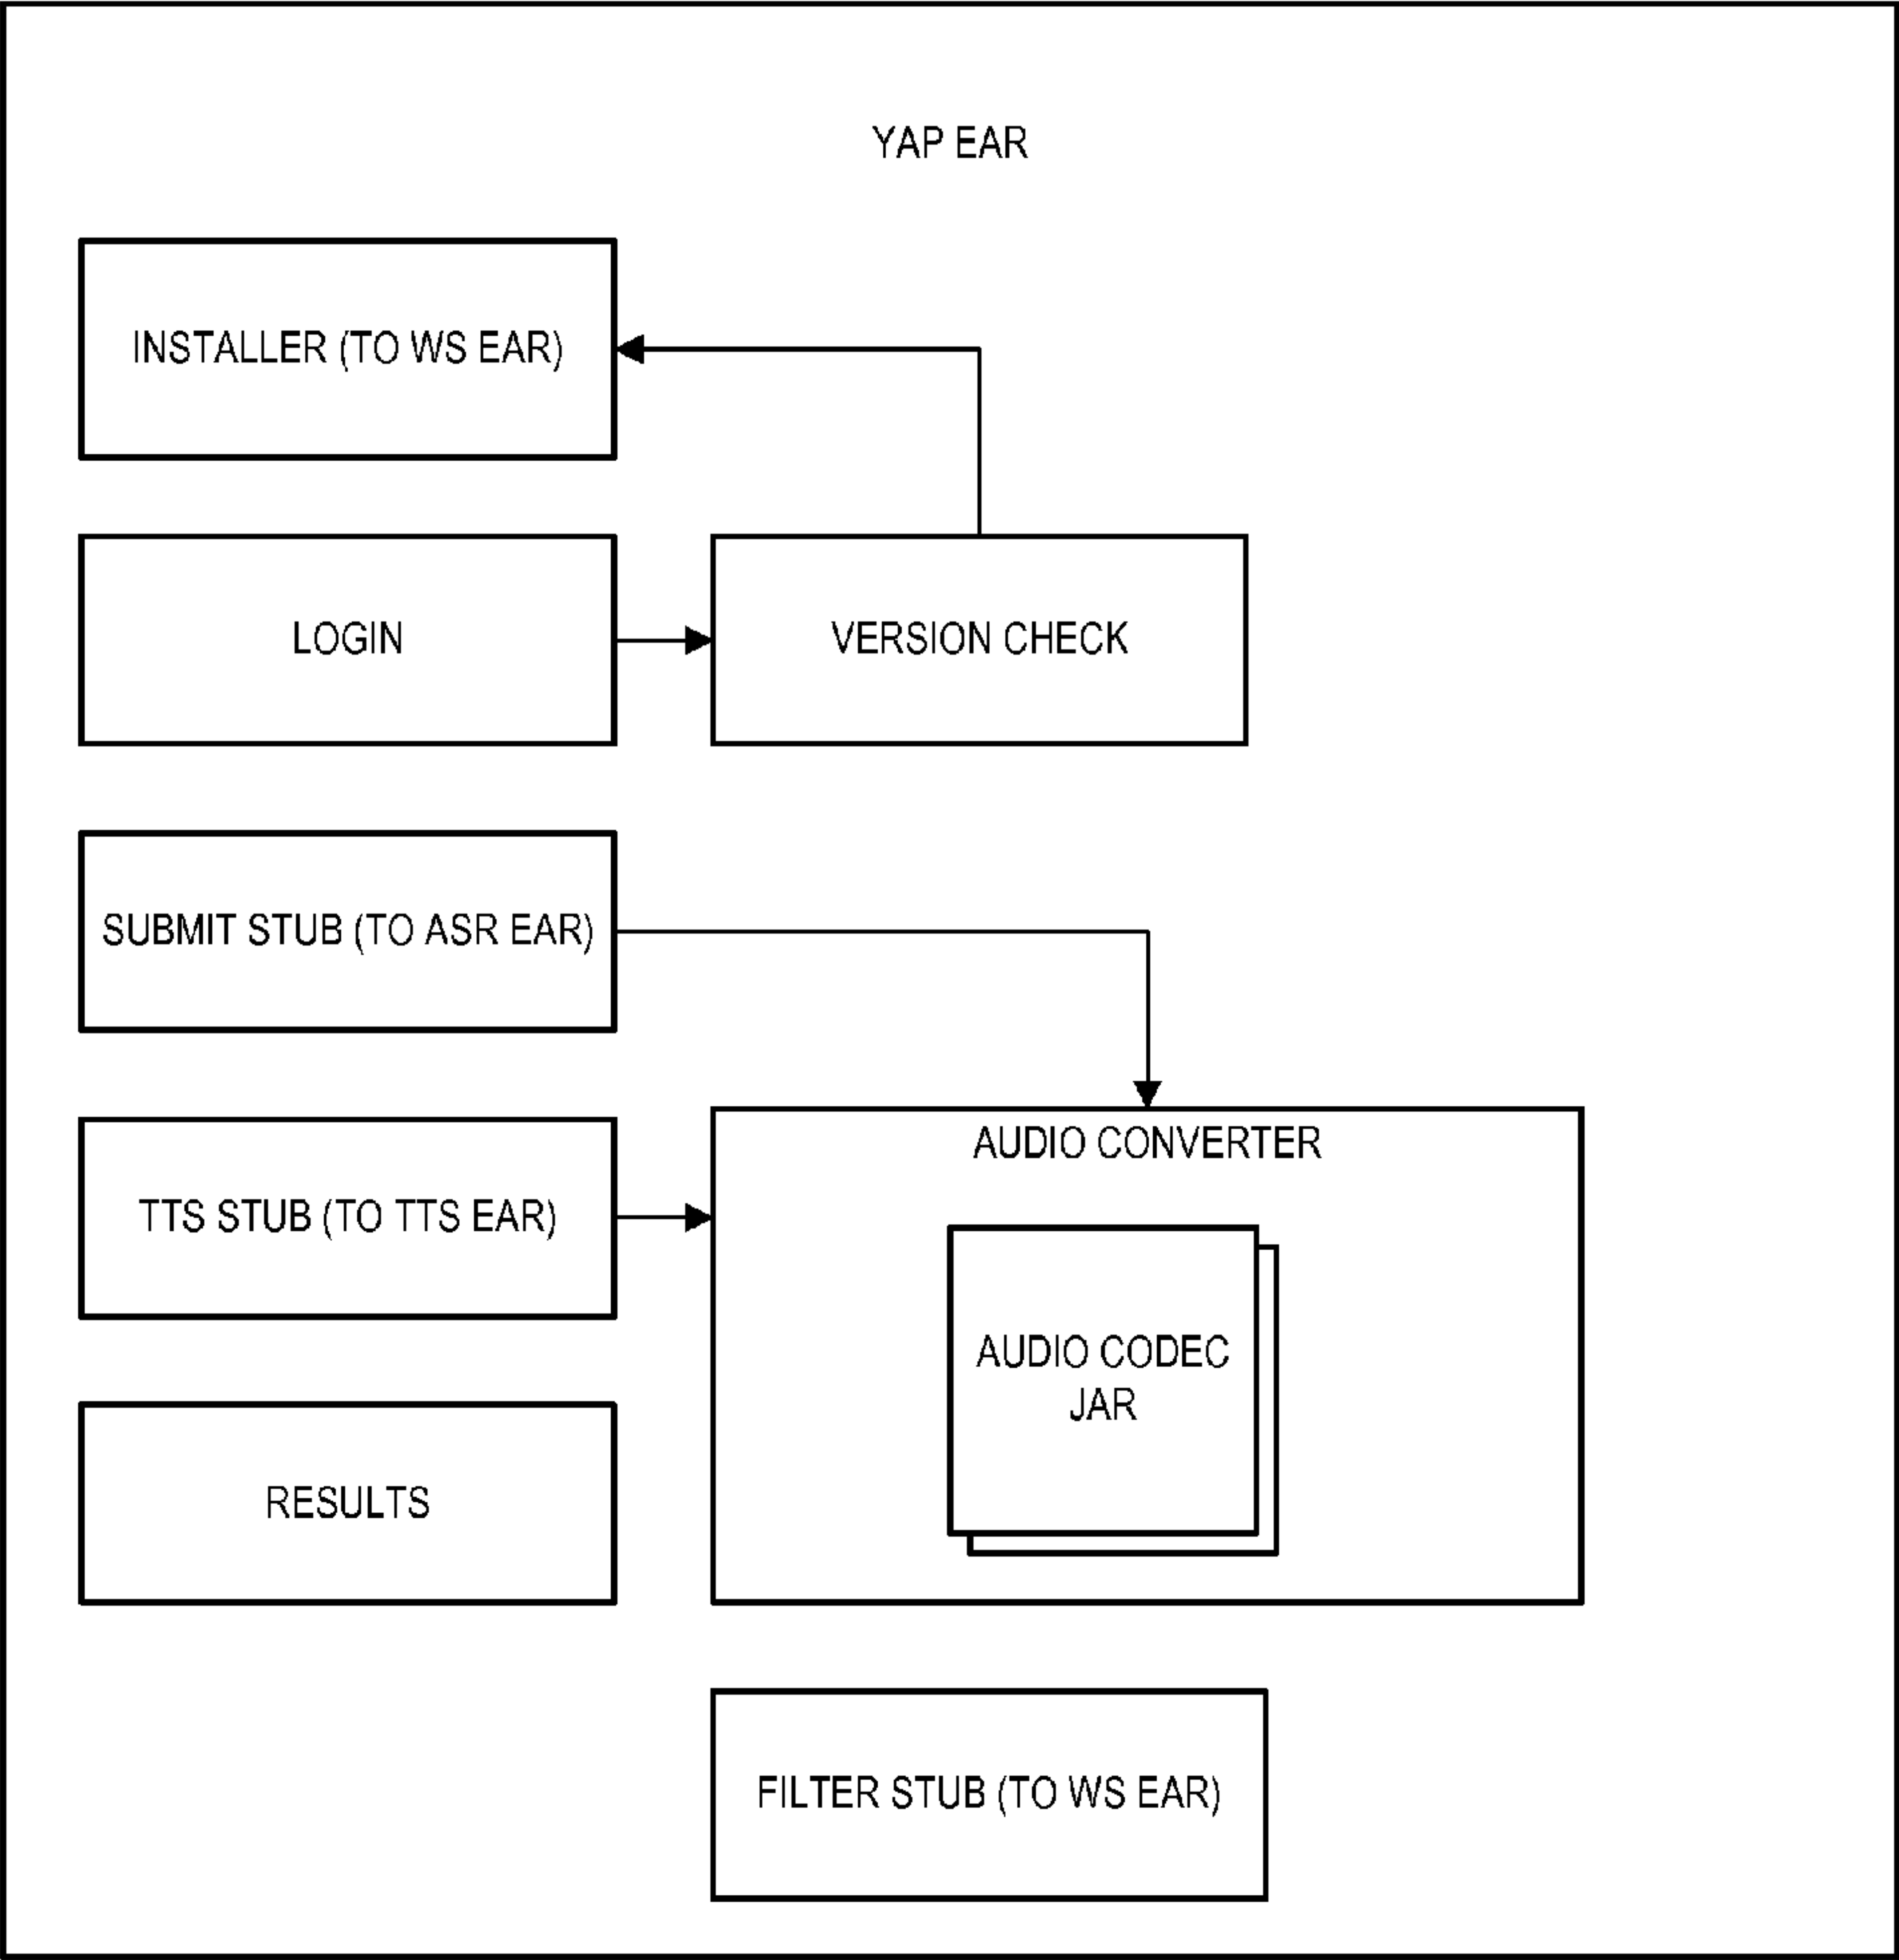 YAP EAR
INSTALLER (TO WS EAR)
LOGIN
VERSION CHECK
SUBMIT STUB (TO ASR EAR)
AUDIO CONVERTER
TTS STUB (TO TTS EAR)
AUDIO CODEC
JAR
RESULTS
FILTER STUB (TO WS EAR)